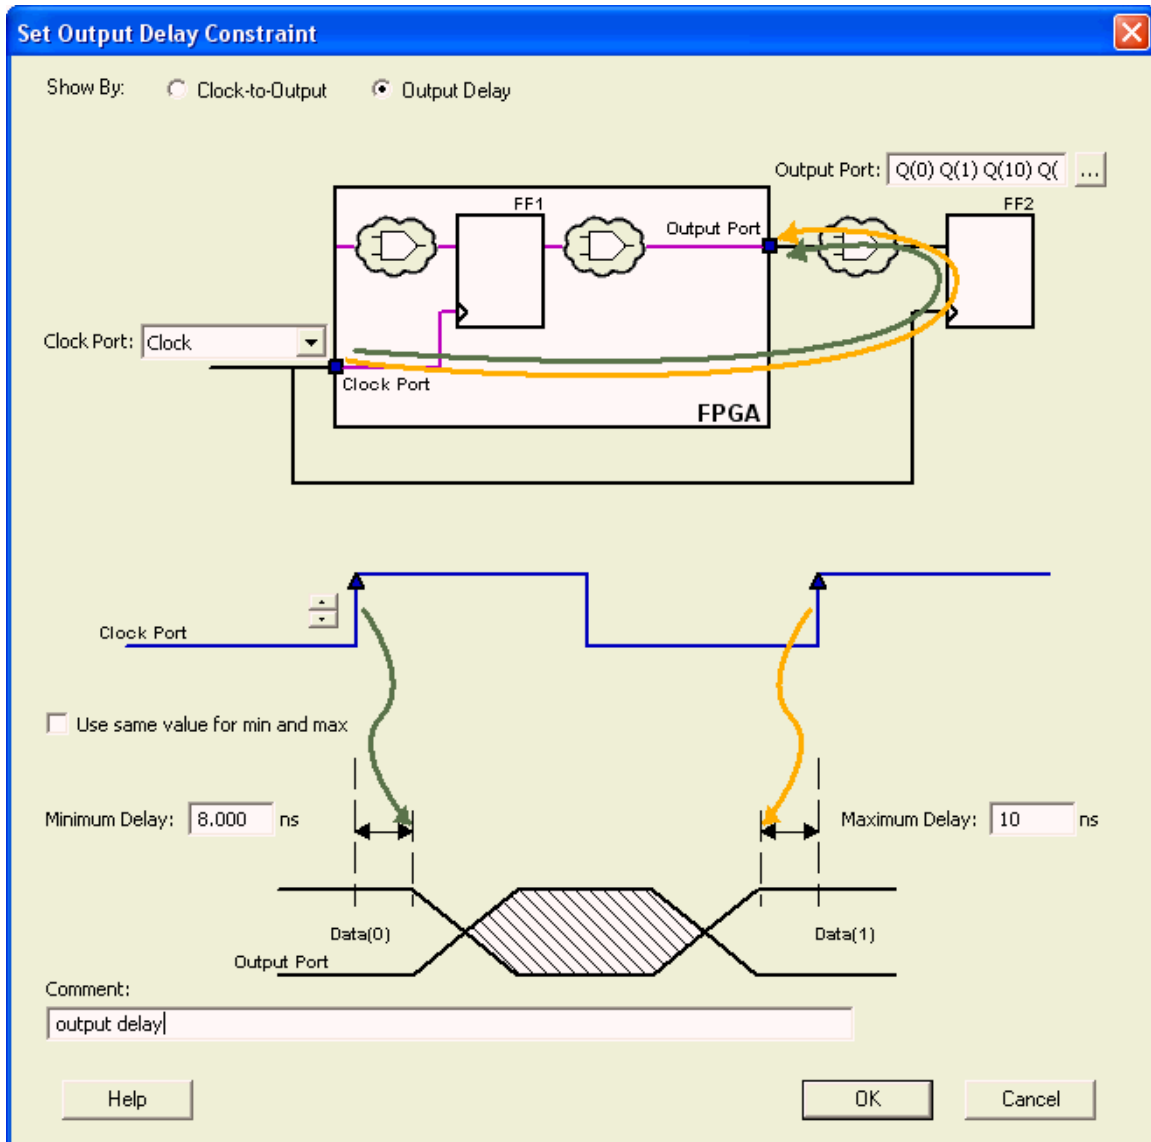 Set Output Delay Constraint
Show By: Clock-to-Output Output Delay
Output Port: Q(0) Q(1) Q(10) Q( ...
FF1 FF2
Output Port
Clock Port: Clock
Clock Port
FPGA
Clock Port
Use same value for min and max
Minimum Delay: 8.000 ns Maximum Delay: 10 ns
Data(0) Data(1)
Output Port
Comment:
output delay
Help OK Cancel